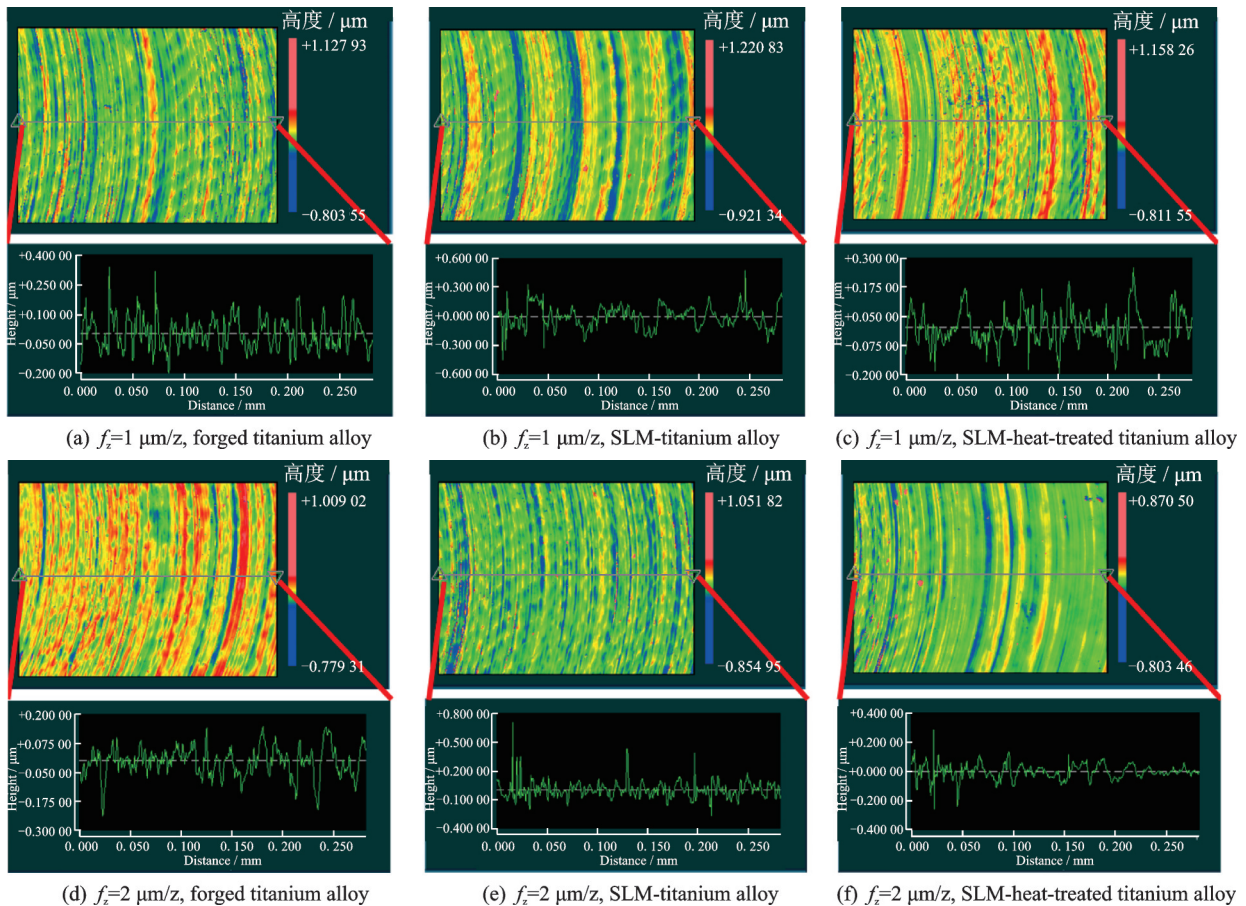 高度 / μm
+1.127 93
−0.803 55
+0.400 00
+0.250 00
+0.100 00
−0.050 00
−0.200 00
Height / μm
0.000 0.050 0.100 0.150 0.200 0.250
Distance / mm
(a) fz=1 μm/z, forged titanium alloy
高度 / μm
+1.220 83
−0.921 34
+0.600 00
+0.300 00
+0.000 00
−0.300 00
−0.600 00
Height / μm
0.000 0.050 0.100 0.150 0.200 0.250
Distance / mm
(b) fz=1 μm/z, SLM-titanium alloy
高度 / μm
+1.158 26
−0.811 55
+0.300 00
+0.175 00
+0.050 00
−0.075 00
−0.200 00
Height / μm
0.000 0.050 0.100 0.150 0.200 0.250
Distance / mm
(c) fz=1 μm/z, SLM-heat-treated titanium alloy
高度 / μm
+1.009 02
−0.779 31
+0.200 00
+0.075 00
−0.050 00
−0.175 00
−0.300 00
Height / μm
0.000 0.050 0.100 0.150 0.200 0.250
Distance / mm
(d) fz=2 μm/z, forged titanium alloy
高度 / μm
+1.051 82
−0.854 95
+0.800 00
+0.500 00
+0.200 00
−0.100 00
−0.400 00
Height / μm
0.000 0.050 0.100 0.150 0.200 0.250
Distance / mm
(e) fz=2 μm/z, SLM-titanium alloy
高度 / μm
+0.870 50
−0.803 46
+0.400 00
+0.200 00
+0.000 00
−0.200 00
−0.400 00
Height / μm
0.000 0.050 0.100 0.150 0.200 0.250
Distance / mm
(f) fz=2 μm/z, SLM-heat-treated titanium alloy